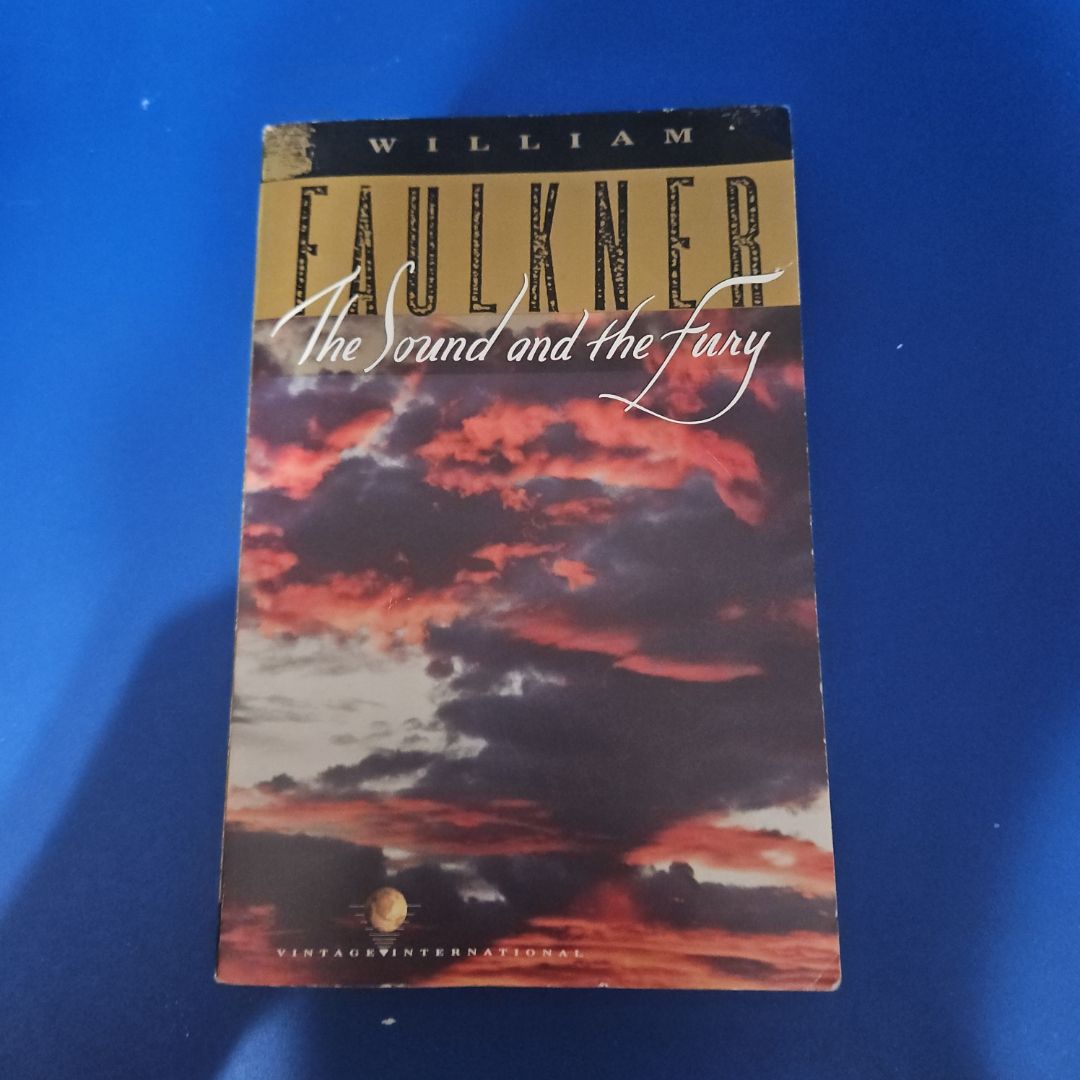 WILLIAM
FAULKNER
The Sound and the Fury
VINTAGE INTERNATIONAL